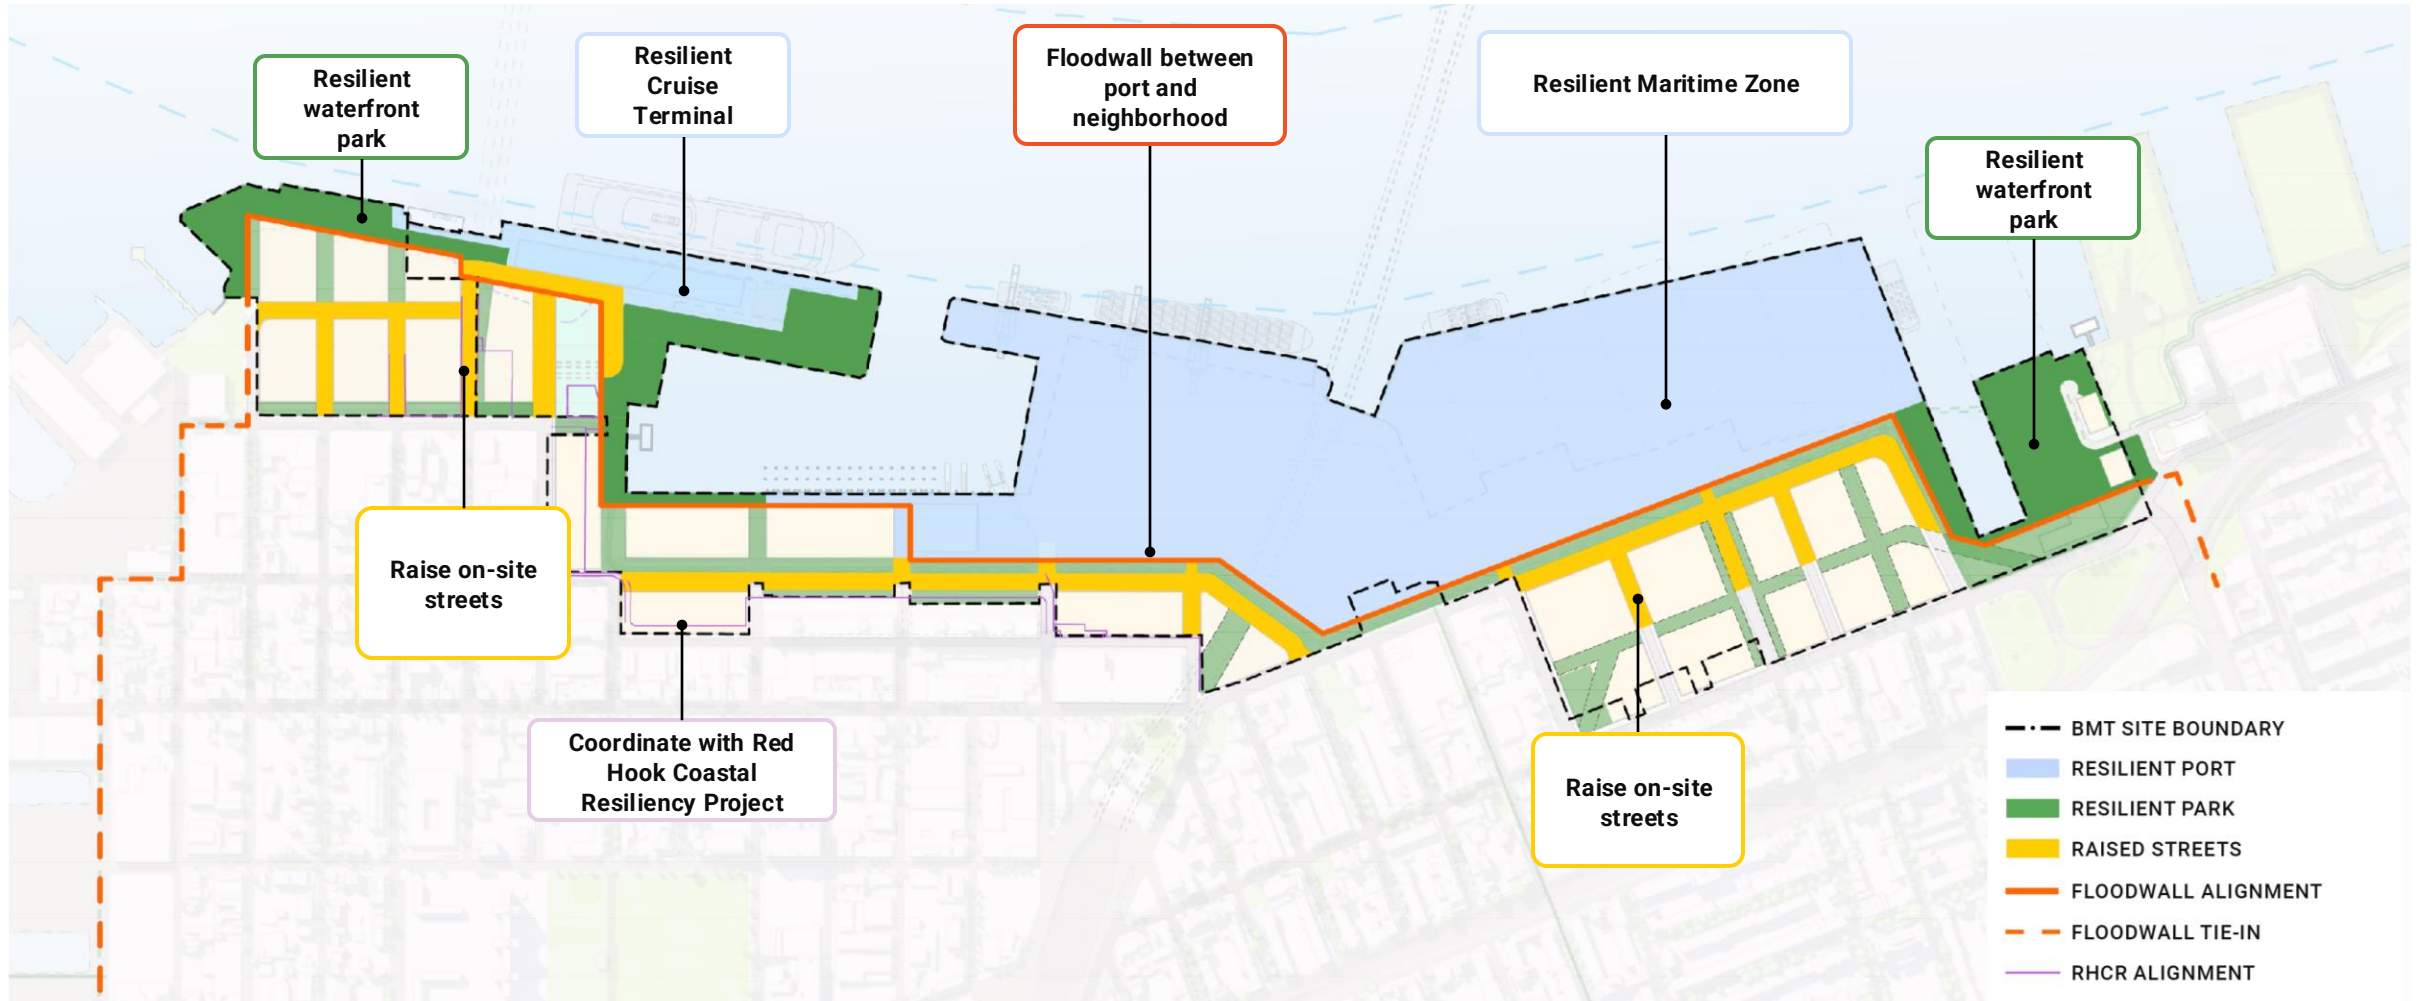 Resilient
waterfront
park
Resilient
Cruise
Terminal
Floodwall between
port and
neighborhood
Resilient Maritime Zone
Resilient
waterfront
park
Raise on-site
streets
Coordinate with Red
Hook Coastal
Resiliency Project
Raise on-site
streets
BMT SITE BOUNDARY
RESILIENT PORT
RESILIENT PARK
RAISED STREETS
FLOODWALL ALIGNMENT
FLOODWALL TIE-IN
RHCR ALIGNMENT